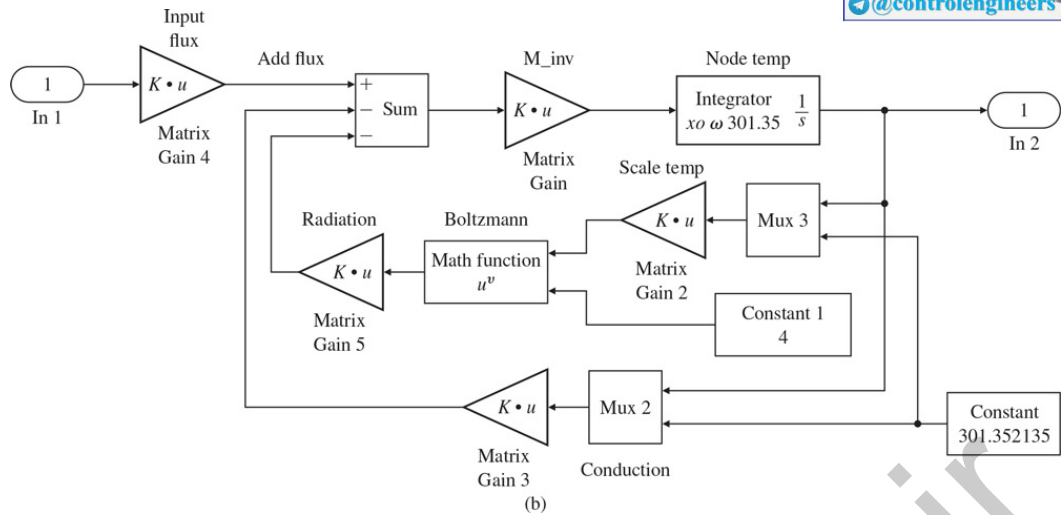 @controlengineers
Input
flux
1
In 1
K • u
Matrix
Gain 4
Add flux
+
−
−
Sum
M_inv
K • u
Matrix
Gain
Node temp
Integrator
xo ω 301.35
1
s
1
In 2
Scale temp
K • u
Matrix
Gain 2
Mux 3
Radiation
K • u
Matrix
Gain 5
Boltzmann
Math function
u^v
Constant 1
4
K • u
Matrix
Gain 3
Mux 2
Conduction
Constant
301.352135
(b)
ir